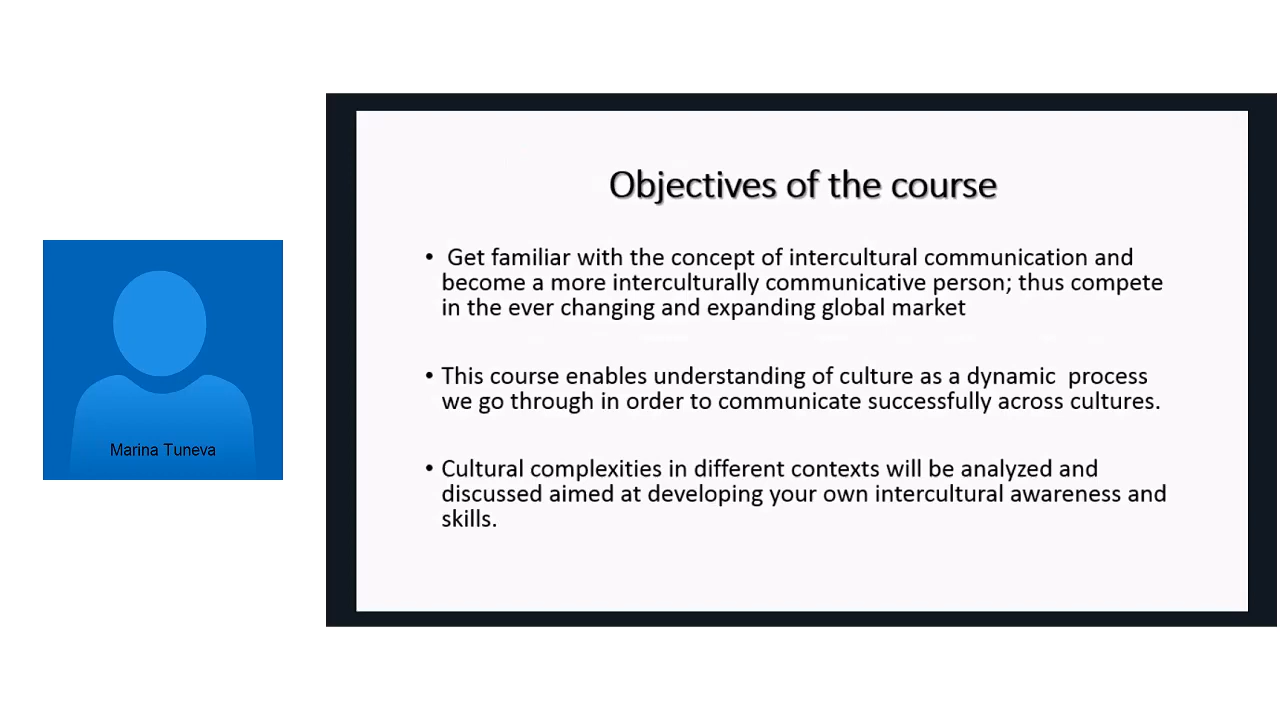 Objectives of the course
• Get familiar with the concept of intercultural communication and
become a more interculturally communicative person; thus compete
in the ever changing and expanding global market
• This course enables understanding of culture as a dynamic  process
we go through in order to communicate successfully across cultures.
• Cultural complexities in different contexts will be analyzed and
discussed aimed at developing your own intercultural awareness and
skills.
Marina Tuneva